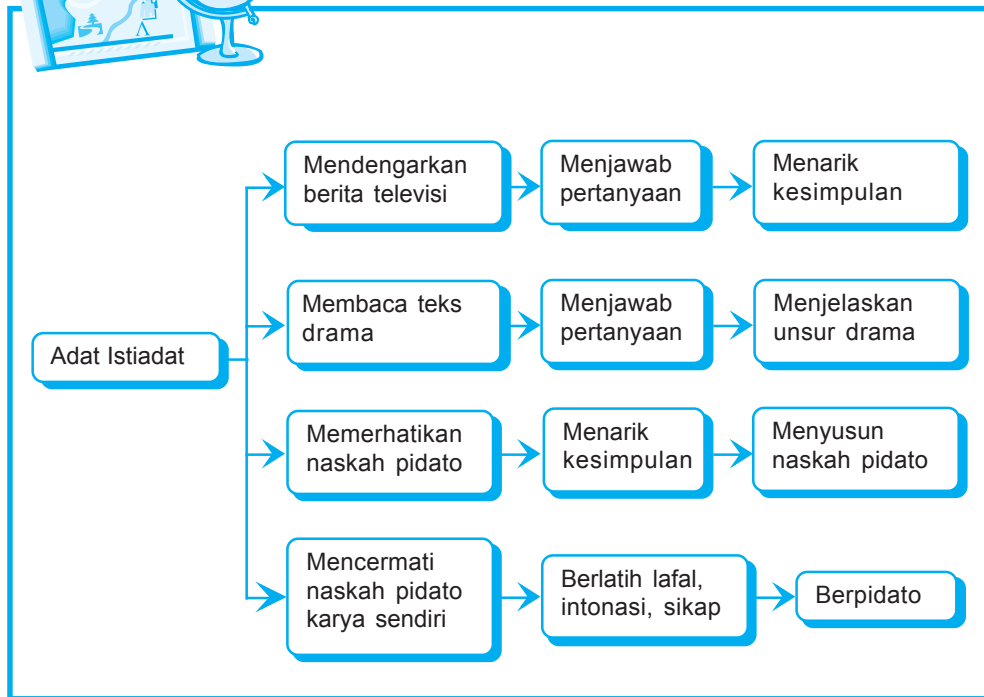 Mendengarkan
berita televisi
Menjawab
pertanyaan
Menarik
kesimpulan
Adat Istiadat
Membaca teks
drama
Menjawab
pertanyaan
Menjelaskan
unsur drama
Memerhatikan
naskah pidato
Menarik
kesimpulan
Menyusun
naskah pidato
Mencermati
naskah pidato
karya sendiri
Berlatih lafal,
intonasi, sikap
Berpidato